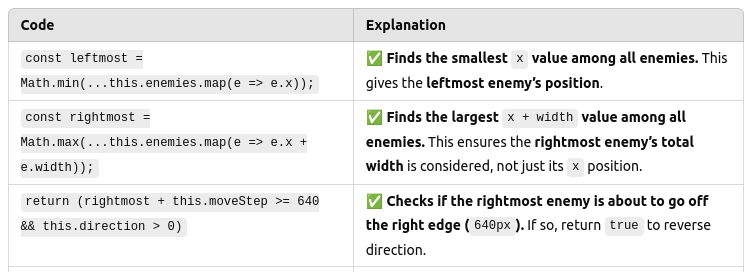 Code
Explanation
const leftmost =
Math.min(...this.enemies.map(e => e.x));
✅ Finds the smallest x value among all enemies. This
gives the leftmost enemy’s position.
const rightmost =
Math.max(...this.enemies.map(e => e.x +
e.width));
✅ Finds the largest x + width value among all
enemies. This ensures the rightmost enemy’s total
width is considered, not just its x position.
return (rightmost + this.moveStep >= 640
&& this.direction > 0)
✅ Checks if the rightmost enemy is about to go off
the right edge (640px). If so, return true to reverse
direction.